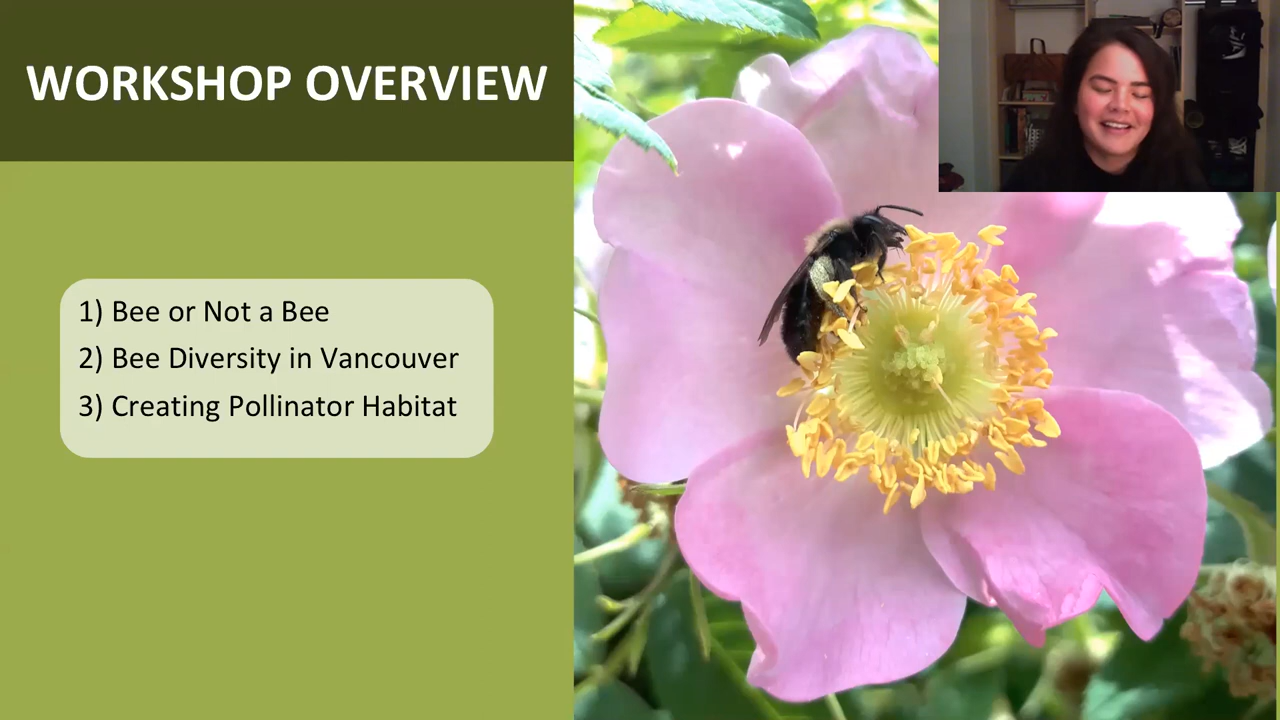 WORKSHOP OVERVIEW
1) Bee or Not a Bee
2) Bee Diversity in Vancouver
3) Creating Pollinator Habitat